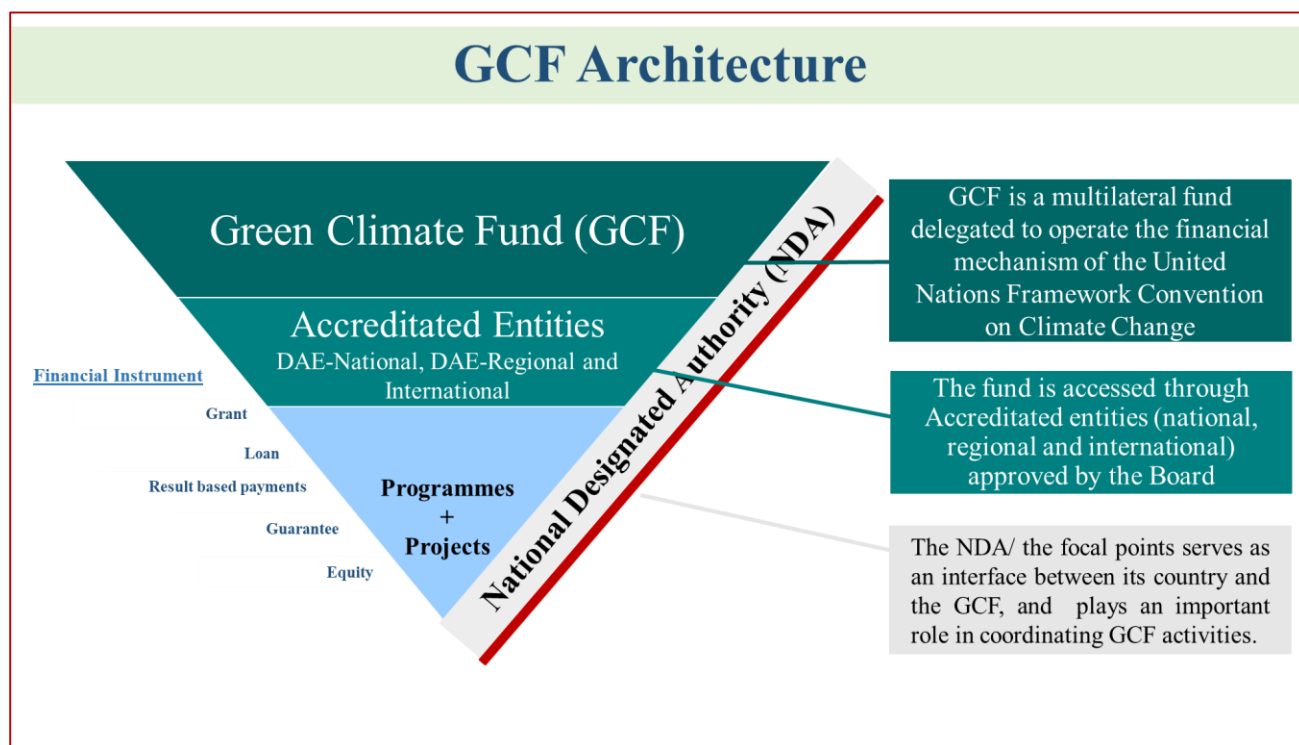 GCF Architecture
Green Climate Fund (GCF)
Accreditated Entities
DAE-National, DAE-Regional and
International
Financial Instrument
Grant
Loan
Result based payments
Guarantee
Equity
Programmes
+
Projects
National Designated Authority (NDA)
GCF is a multilateral fund
delegated to operate the financial
mechanism of the United
Nations Framework Convention
on Climate Change
The fund is accessed through
Accreditated entities (national,
regional and international)
approved by the Board
The NDA/ the focal points serves as
an interface between its country and
the GCF, and plays an important
role in coordinating GCF activities.